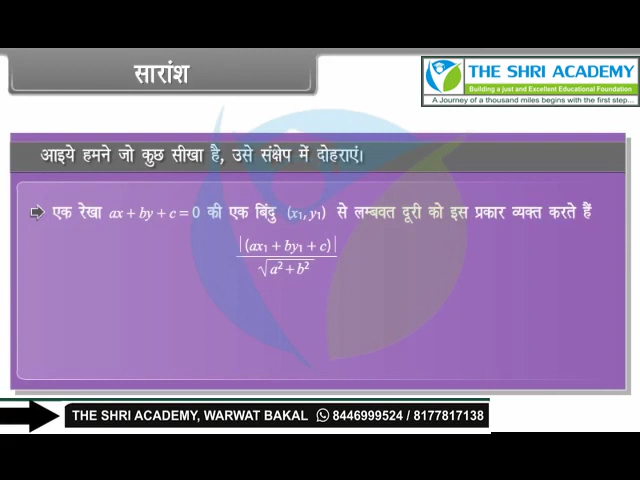 सारांश
THE SHRI ACADEMY
Building a just and Excellent Educational Foundation
A Journey of a thousand miles begins with the first step...
आइये हमने जो कुछ सीखा है, उसे संक्षेप में दोहराएं।
एक रेखा ax + by + c = 0 की एक बिंदु (x₁, y₁) से लम्बवत दूरी को इस प्रकार व्यक्त करते हैं
|(ax₁ + by₁ + c)|
√a² + b²
THE SHRI ACADEMY, WARWAT BAKAL 8446999524 / 8177817138